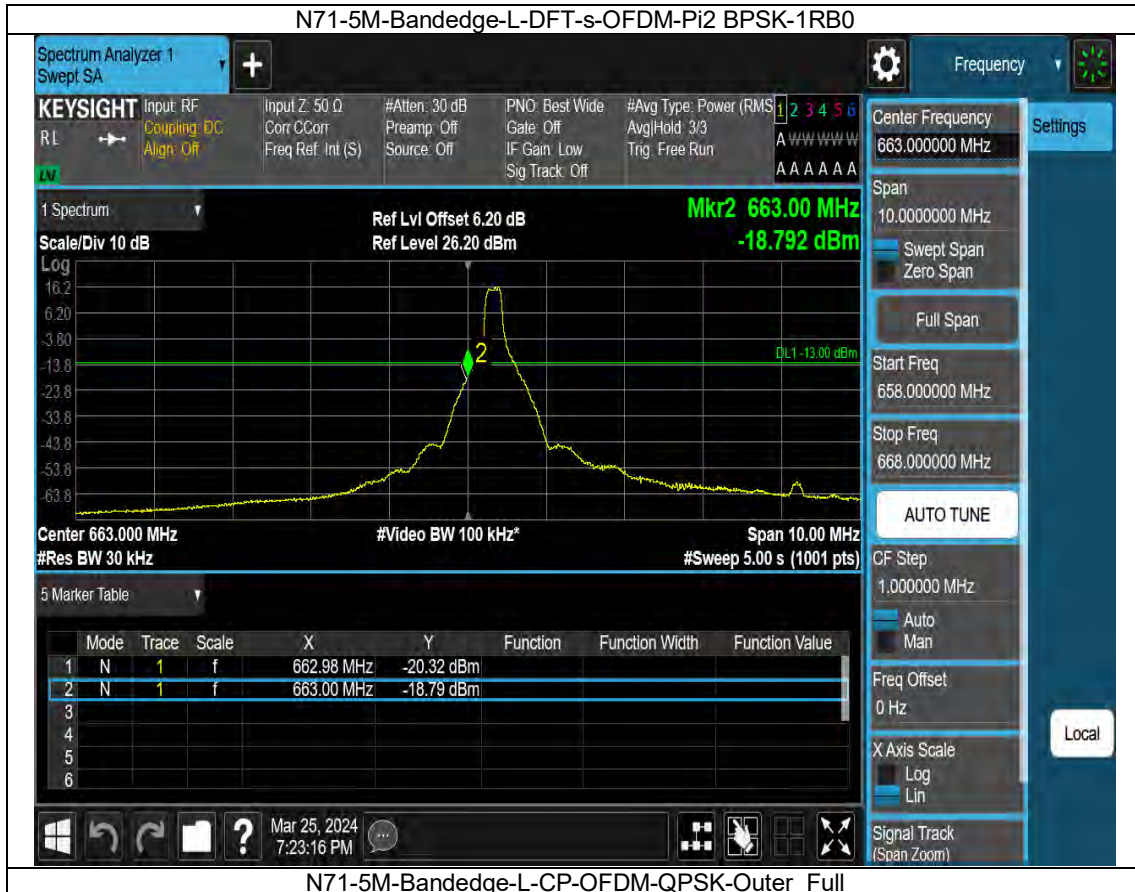 N71-5M-Bandedge-L-DFT-s-OFDM-Pi2 BPSK-1RB0
Spectrum Analyzer 1
Swept SA
+
Frequency
KEYSIGHT
RL
Input: RF
Coupling: DC
Align: Off
Input Z: 50 Ω
Corr CCorr
Freq Ref: Int (S)
#Atten: 30 dB
Preamp: Off
Source: Off
PNO: Best Wide
Gate: Off
IF Gain: Low
Sig Track: Off
#Avg Type: Power (RMS
Avg|Hold: 3/3
Trig: Free Run
1 2 3 4 5 6
A W W W W W
A A A A A A
1 Spectrum
Scale/Div 10 dB
Ref Lvl Offset 6.20 dB
Ref Level 26.20 dBm
Mkr2 663.00 MHz
-18.792 dBm
Log
16.2
6.20
-3.80
-13.8
-23.8
-33.8
-43.8
-53.8
-63.8
2
DL1 -13.00 dBm
Center 663.000 MHz
#Video BW 100 kHz*
Span 10.00 MHz
#Res BW 30 kHz
#Sweep 5.00 s (1001 pts)
5 Marker Table
Mode Trace Scale X Y Function Function Width Function Value
1 N 1 f 662.98 MHz -20.32 dBm
2 N 1 f 663.00 MHz -18.79 dBm
3
4
5
6
?
Mar 25, 2024
7:23:16 PM
Center Frequency
663.000000 MHz
Settings
Span
10.0000000 MHz
Swept Span
Zero Span
Full Span
Start Freq
658.000000 MHz
Stop Freq
668.000000 MHz
AUTO TUNE
CF Step
1.000000 MHz
Auto
Man
Freq Offset
0 Hz
Local
X Axis Scale
Log
Lin
Signal Track
(Span Zoom)
N71-5M-Bandedge-L-CP-OFDM-QPSK-Outer_Full